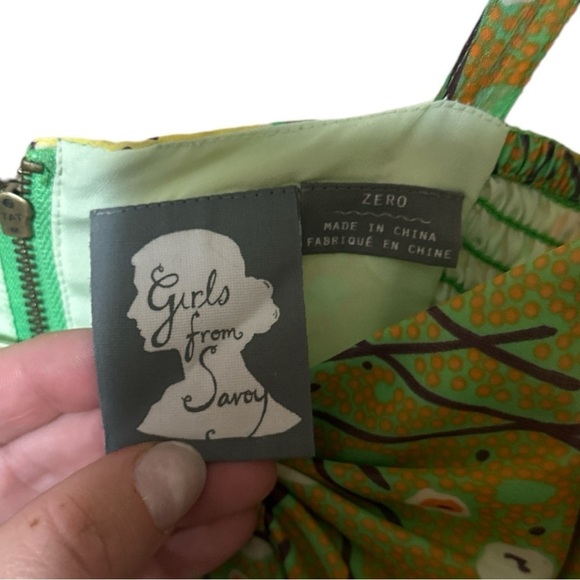 Girls
from
Savoy
ZERO
MADE IN CHINA
FABRIQUÉ EN CHINE